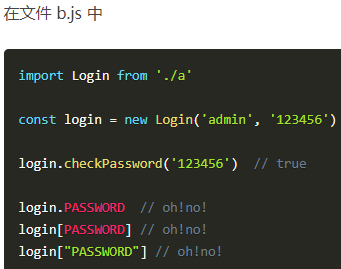 在文件 b.js 中
import Login from './a'
const login = new Login('admin', '123456')
login.checkPassword('123456')  // true
login.PASSWORD  // oh!no!
login[PASSWORD] // oh!no!
login["PASSWORD"] // oh!no!